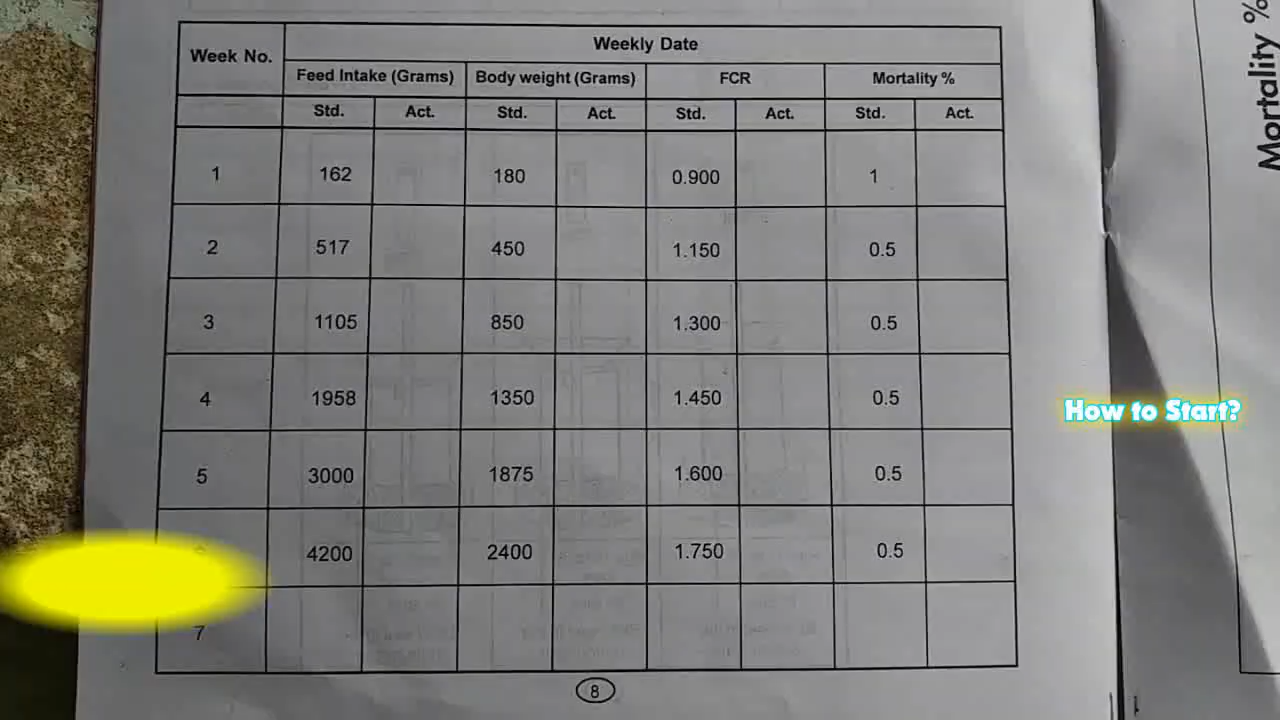 Weekly Date
Week No.
Feed Intake (Grams) Body weight (Grams) FCR Mortality %
Std. Act. Std. Act. Std. Act. Std. Act.
1 162 180 0.900 1
2 517 450 1.150 0.5
3 1105 850 1.300 0.5
4 1958 1350 1.450 0.5
5 3000 1875 1.600 0.5
4200 2400 1.750 0.5
7
8
Mortality %
How to Start?